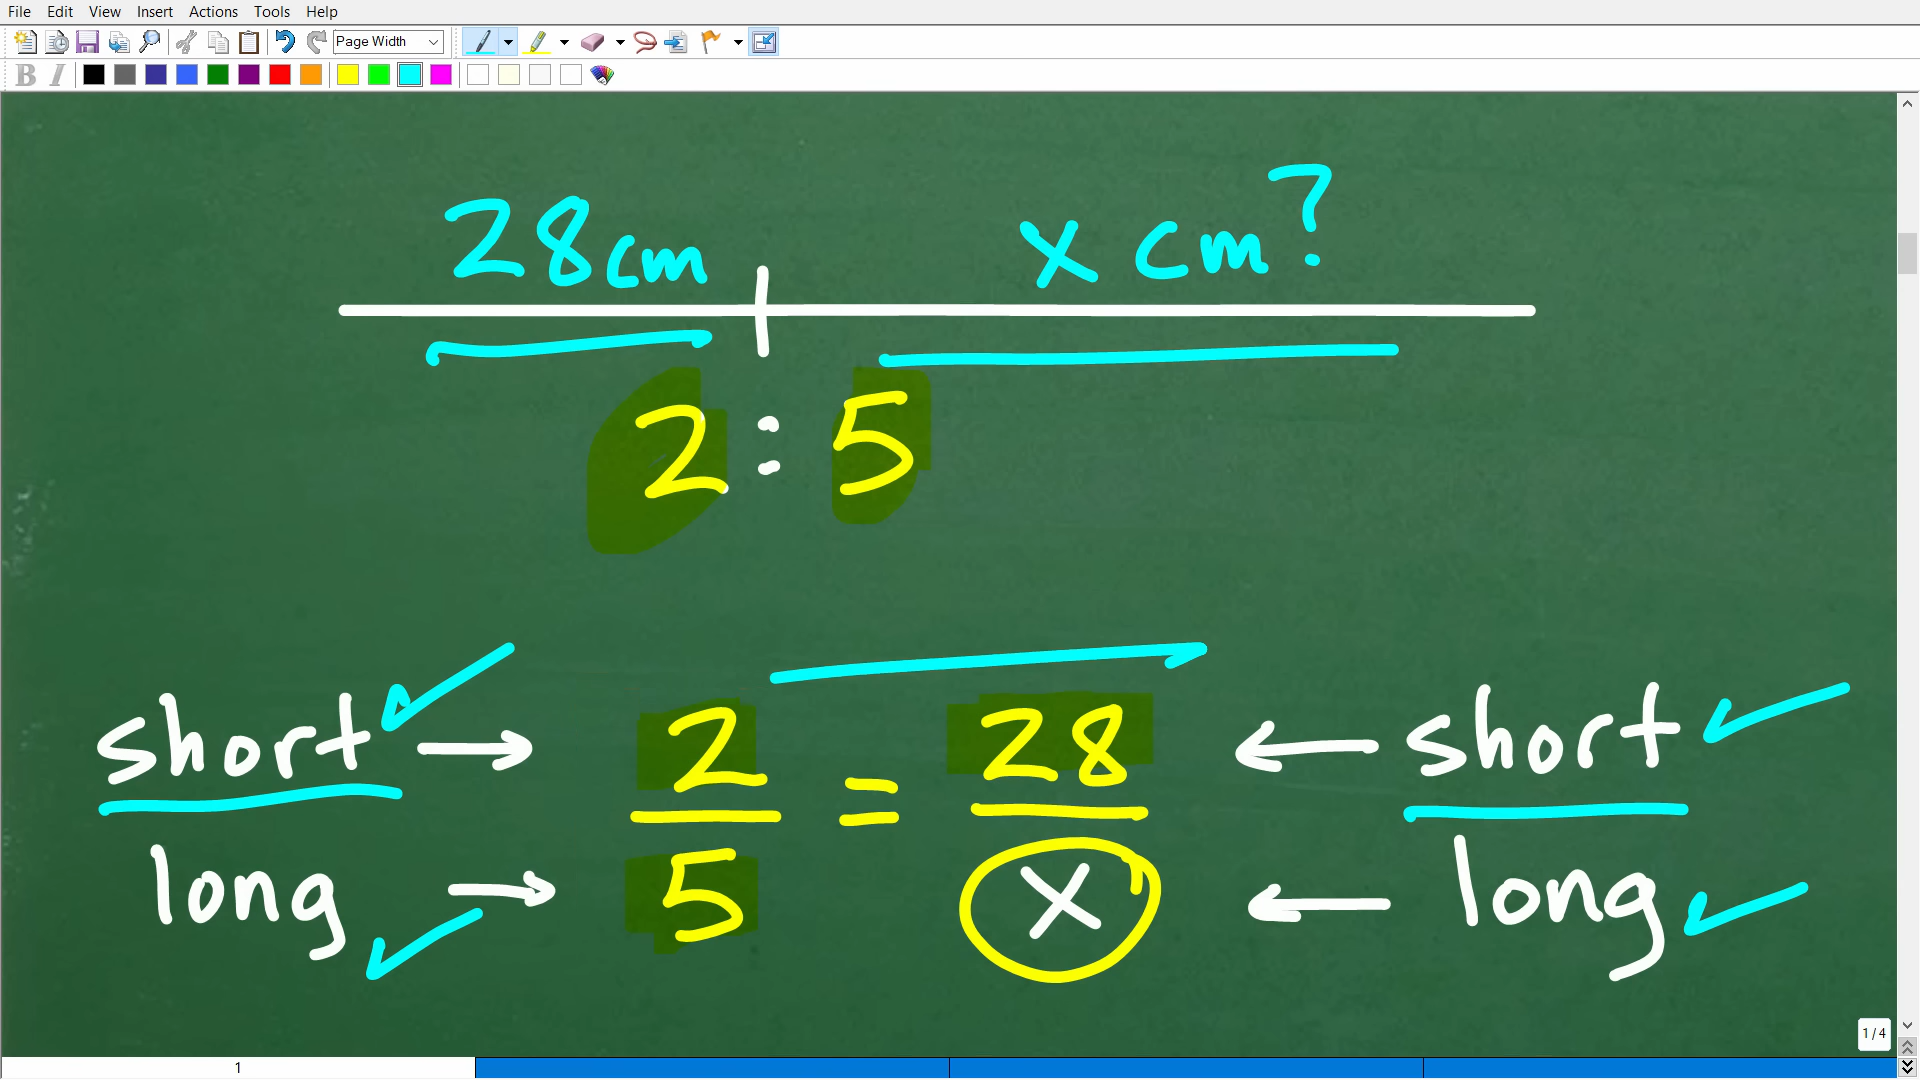 File Edit View Insert Actions Tools Help
Page Width
B I
28cm x cm?
2 : 5
short → 2 = 28 ← short
long → 5 x ← long
1 / 4
1